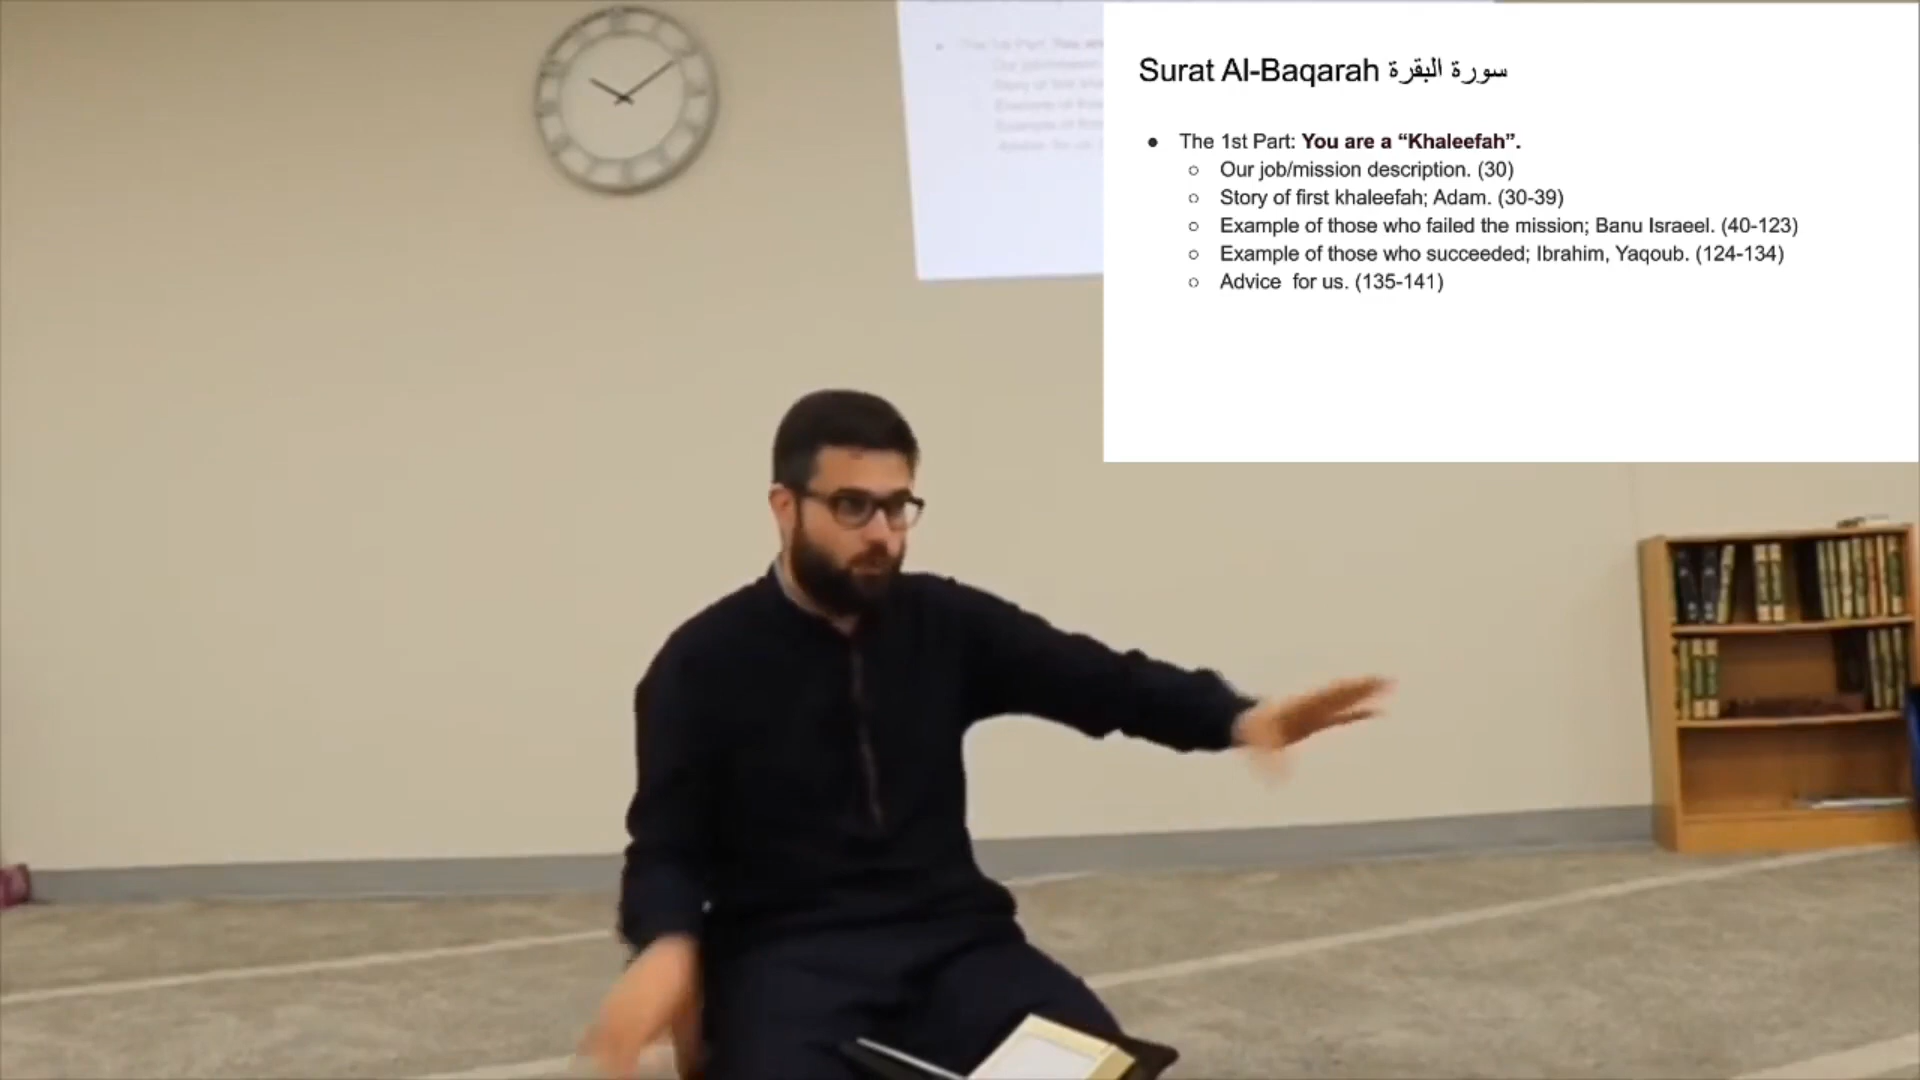 Surat Al-Baqarah سورة البقرة
● The 1st Part: You are a “Khaleefah”.
○ Our job/mission description. (30)
○ Story of first khaleefah; Adam. (30-39)
○ Example of those who failed the mission; Banu Israeel. (40-123)
○ Example of those who succeeded; Ibrahim, Yaqoub. (124-134)
○ Advice  for us. (135-141)